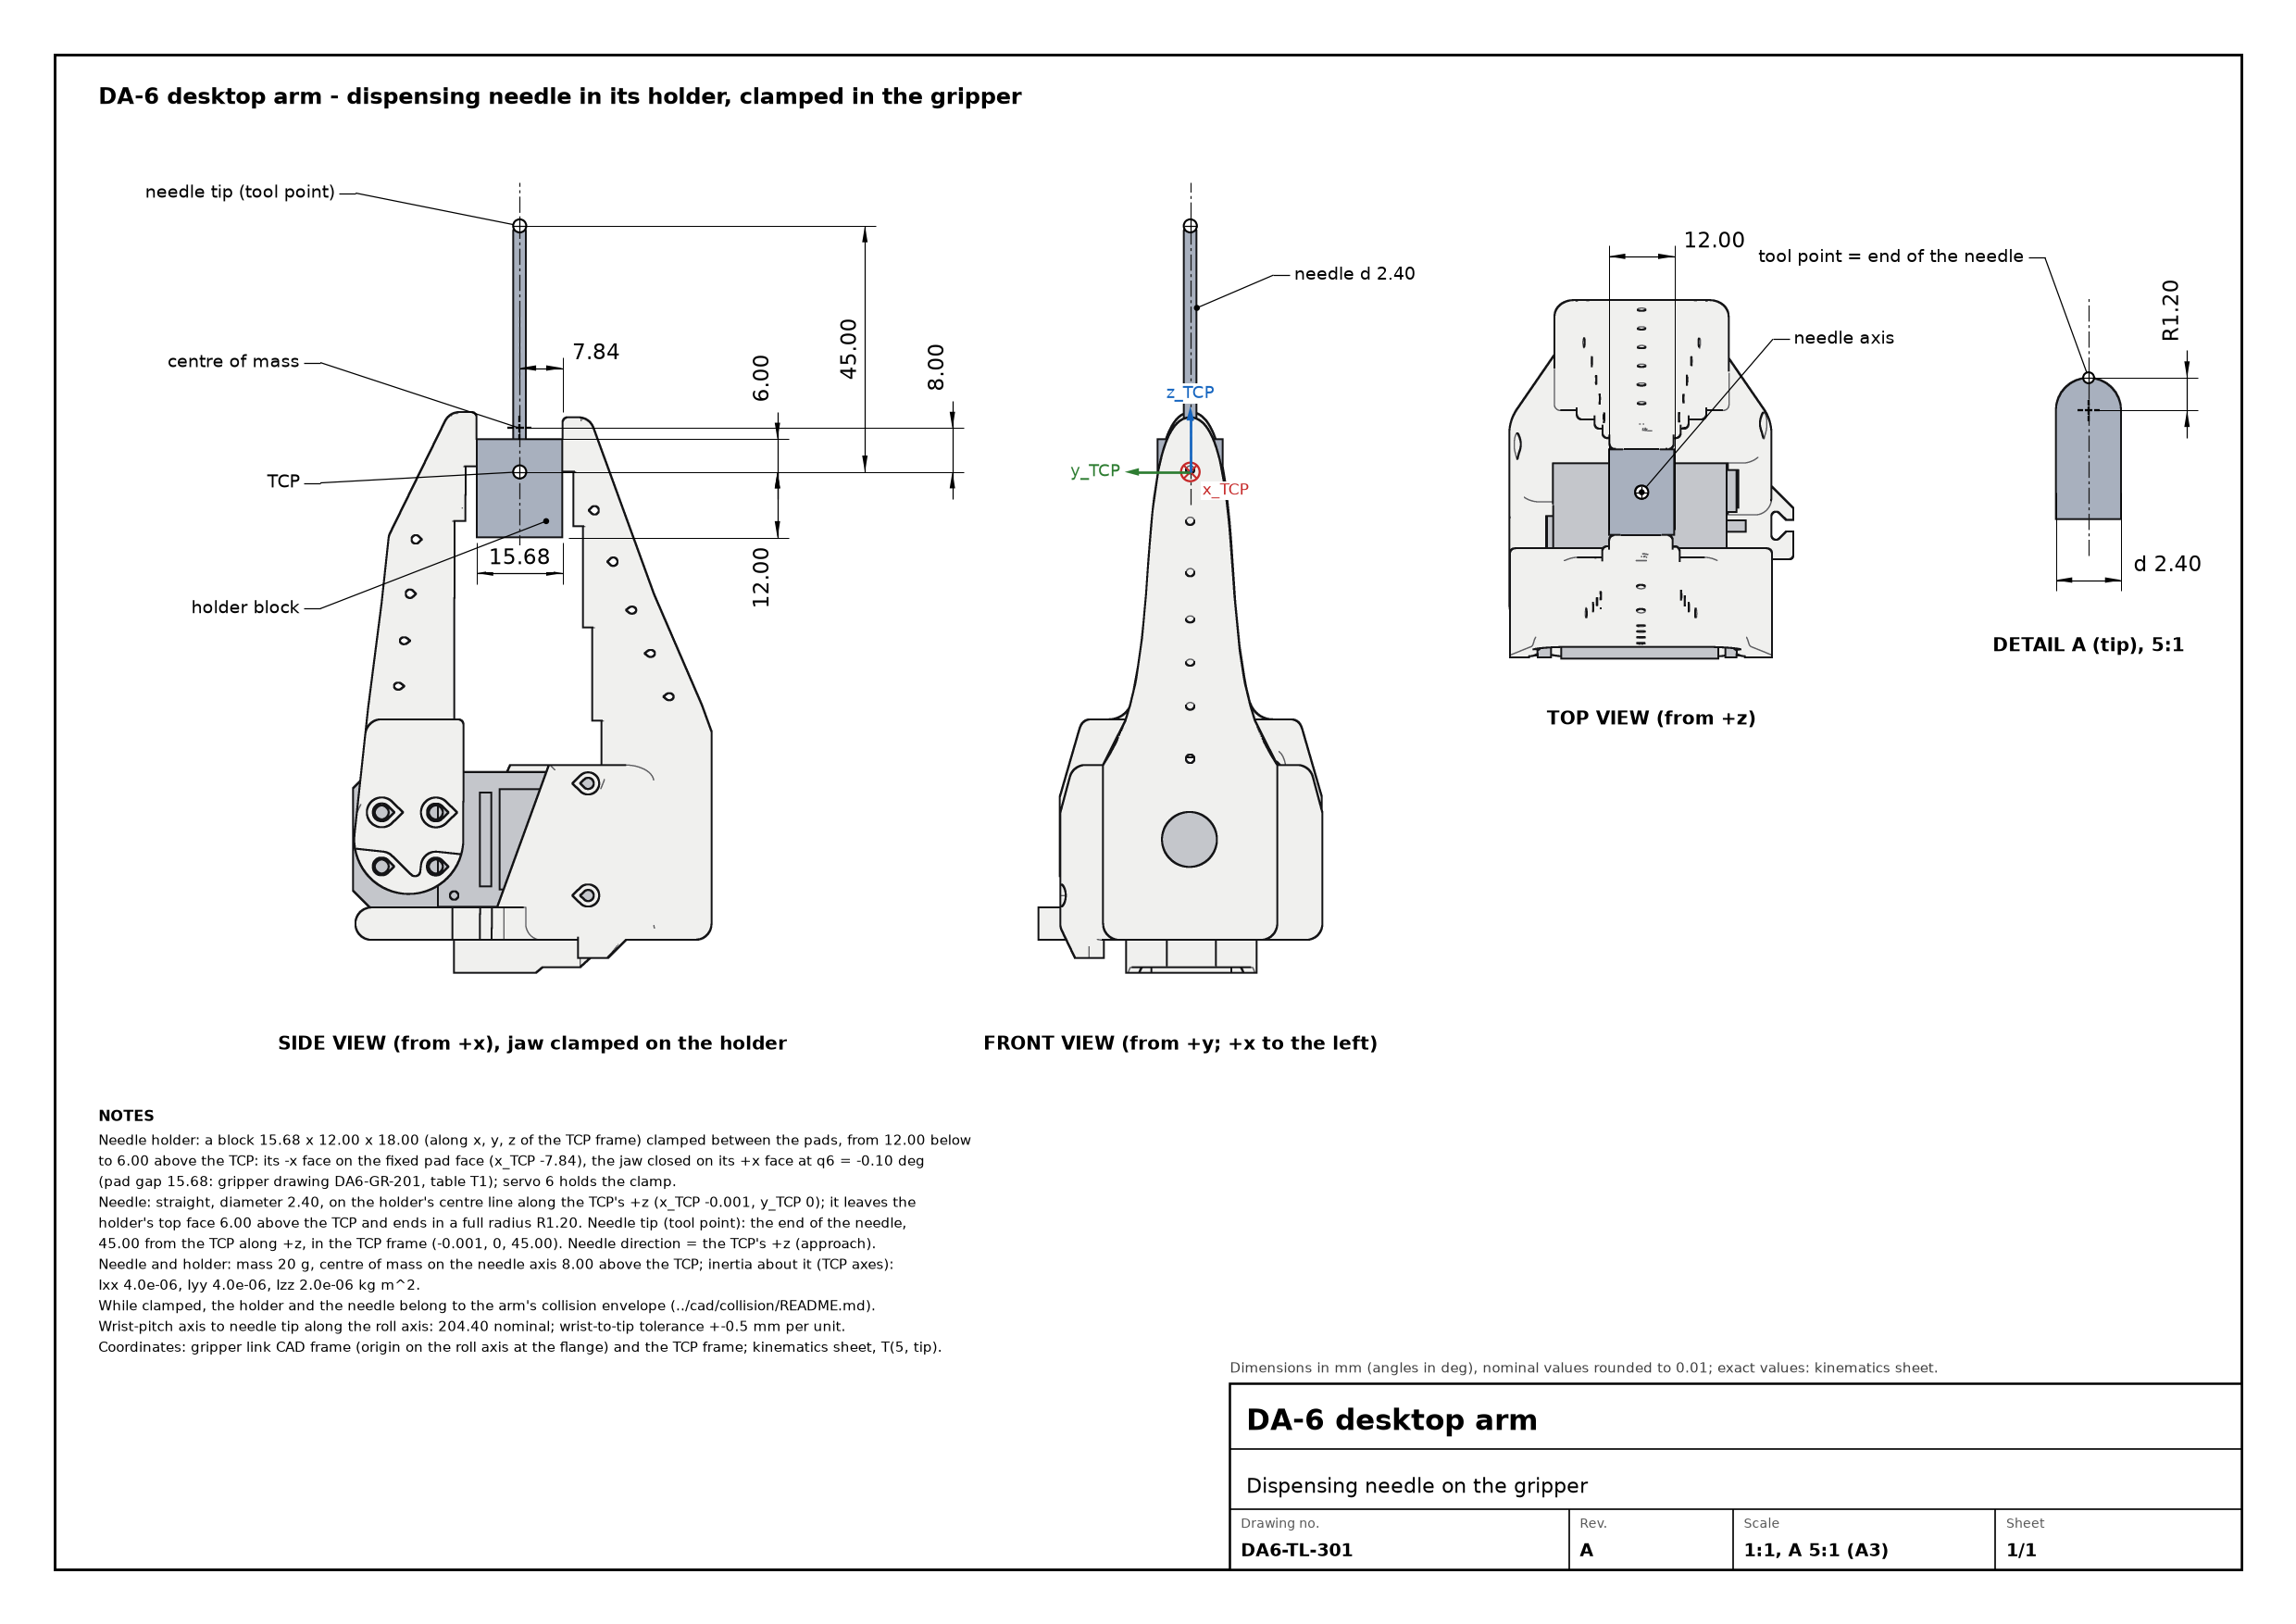 DA-6 desktop arm - dispensing needle in its holder, clamped in the gripper
needle tip (tool point)
centre of mass
TCP
holder block
7.84
15.68
6.00
12.00
45.00
8.00
SIDE VIEW (from +x), jaw clamped on the holder
needle d 2.40
z_TCP
y_TCP
x_TCP
FRONT VIEW (from +y; +x to the left)
12.00
needle axis
TOP VIEW (from +z)
tool point = end of the needle
R1.20
d 2.40
DETAIL A (tip), 5:1
NOTES
Needle holder: a block 15.68 x 12.00 x 18.00 (along x, y, z of the TCP frame) clamped between the pads, from 12.00 below
to 6.00 above the TCP: its -x face on the fixed pad face (x_TCP -7.84), the jaw closed on its +x face at q6 = -0.10 deg
(pad gap 15.68: gripper drawing DA6-GR-201, table T1); servo 6 holds the clamp.
Needle: straight, diameter 2.40, on the holder's centre line along the TCP's +z (x_TCP -0.001, y_TCP 0); it leaves the
holder's top face 6.00 above the TCP and ends in a full radius R1.20. Needle tip (tool point): the end of the needle,
45.00 from the TCP along +z, in the TCP frame (-0.001, 0, 45.00). Needle direction = the TCP's +z (approach).
Needle and holder: mass 20 g, centre of mass on the needle axis 8.00 above the TCP; inertia about it (TCP axes):
Ixx 4.0e-06, Iyy 4.0e-06, Izz 2.0e-06 kg m^2.
While clamped, the holder and the needle belong to the arm's collision envelope (../cad/collision/README.md).
Wrist-pitch axis to needle tip along the roll axis: 204.40 nominal; wrist-to-tip tolerance +-0.5 mm per unit.
Coordinates: gripper link CAD frame (origin on the roll axis at the flange) and the TCP frame; kinematics sheet, T(5, tip).
Dimensions in mm (angles in deg), nominal values rounded to 0.01; exact values: kinematics sheet.
DA-6 desktop arm
Dispensing needle on the gripper
Drawing no.
DA6-TL-301
Rev.
A
Scale
1:1, A 5:1 (A3)
Sheet
1/1